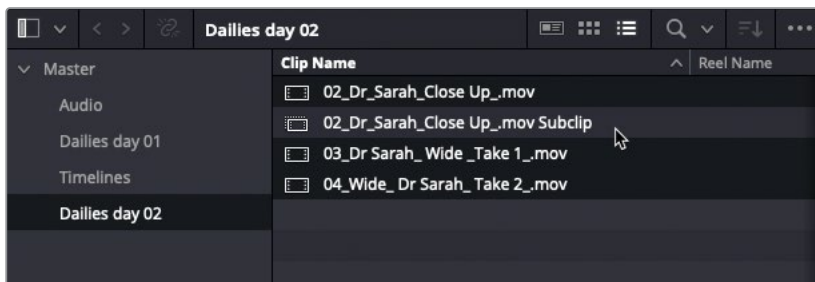 Dailies day 02
Master
Audio
Dailies day 01
Timelines
Dailies day 02
Clip Name Reel Name
02_Dr_Sarah_Close Up_.mov
02_Dr_Sarah_Close Up_.mov Subclip
03_Dr Sarah_ Wide _Take 1_.mov
04_Wide_ Dr Sarah_ Take 2_.mov